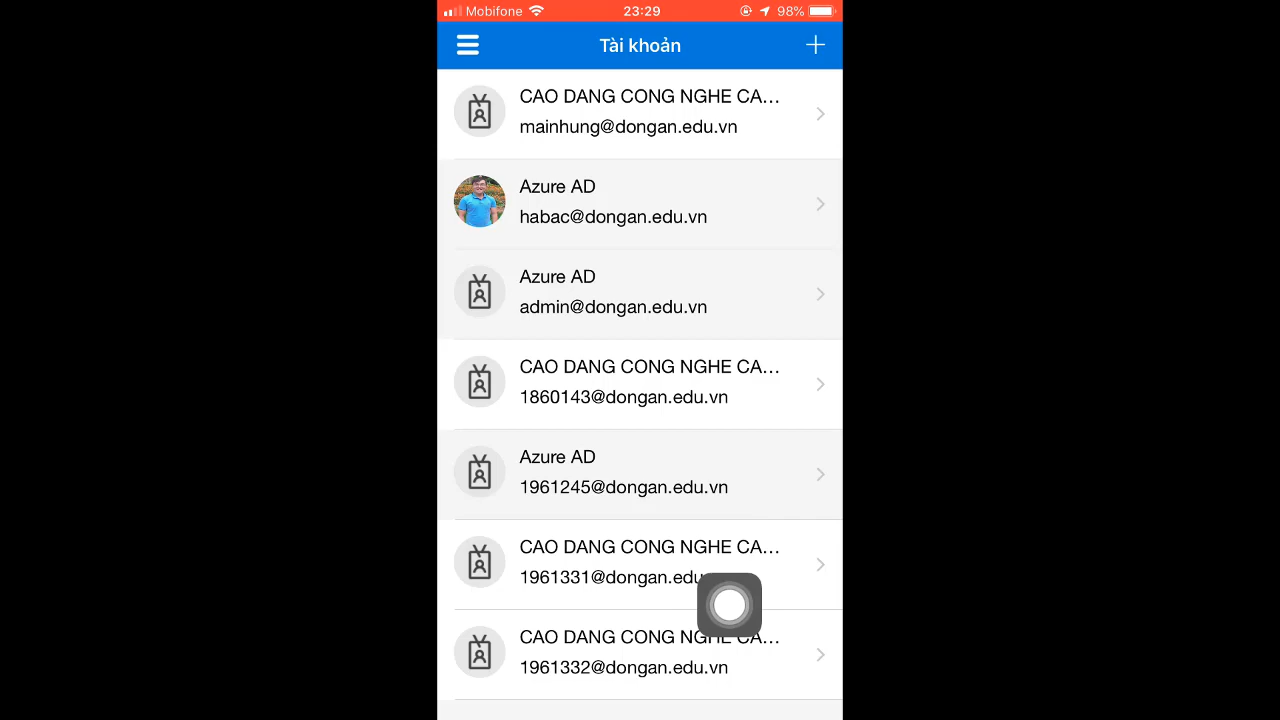 Mobifone 23:29 98%
Tài khoản
CAO DANG CONG NGHE CA...
mainhung@dongan.edu.vn
Azure AD
habac@dongan.edu.vn
Azure AD
admin@dongan.edu.vn
CAO DANG CONG NGHE CA...
1860143@dongan.edu.vn
Azure AD
1961245@dongan.edu.vn
CAO DANG CONG NGHE CA...
1961331@dongan.edu
CAO DANG CONG NGHE CA...
1961332@dongan.edu.vn